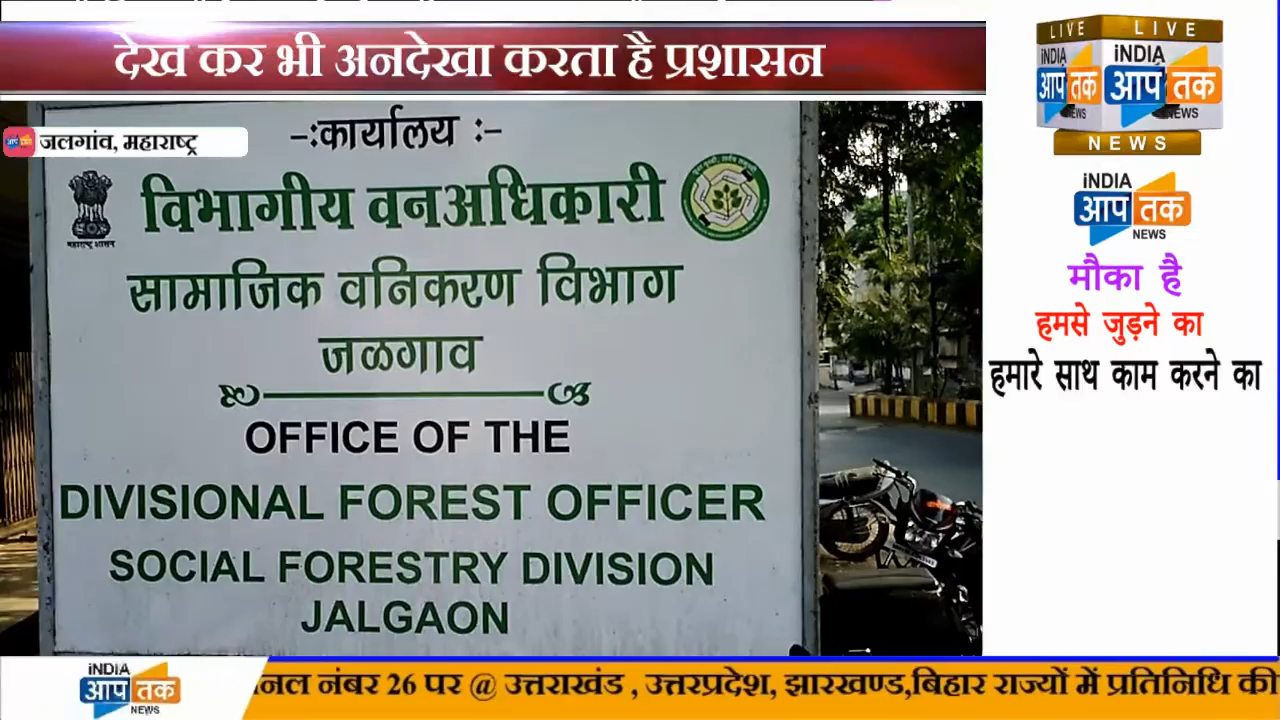 देख कर भी अनदेखा करता है प्रशासन
जलगांव, महाराष्ट्र
-:कार्यालय :-
विभागीय वनअधिकारी
महाराष्ट्र शासन
सामाजिक वनिकरण विभाग
जळगाव
OFFICE OF THE
DIVISIONAL FOREST OFFICER
SOCIAL FORESTRY DIVISION
JALGAON
LIVE LIVE
INDIA INDIA
आप तक आप तक
NEWS NEWS
NEWS
INDIA
आप तक
NEWS
मौका है
हमसे जुड़ने का
हमारे साथ काम करने का
INDIA
आप तक
NEWS
नल नंबर 26 पर @ उत्तराखंड , उत्तरप्रदेश, झारखण्ड,बिहार राज्यों में प्रतिनिधि की